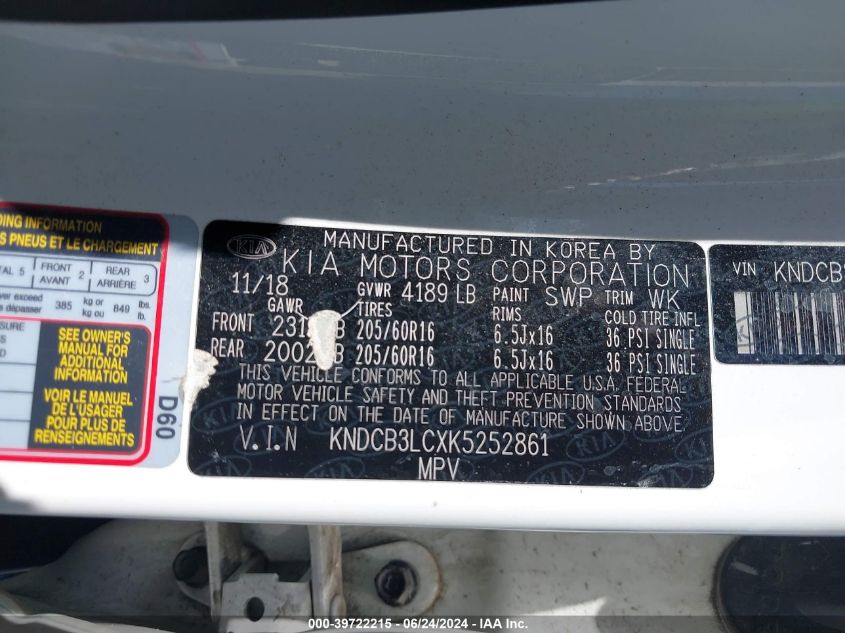 DING INFORMATION
S PNEUS ET LE CHARGEMENT
TAL 5 FRONT AVANT 2 REAR ARRIÈRE 3
ver exceed dépasser 385 kg or kg ou 849 lbs. lb.
SSURE
SEE OWNER'S
MANUAL FOR
ADDITIONAL
INFORMATION
VOIR LE MANUEL
DE L'USAGER
POUR PLUS DE
RENSEIGNEMENTS
D60
KIA
MANUFACTURED IN KOREA BY
KIA MOTORS CORPORATION
11/18 GVWR 4189 LB PAINT SWP TRIM WK
GAWR TIRES RIMS COLD TIRE INFL
FRONT 205/60R16 6.5Jx16 36 PSI SINGLE
REAR 205/60R16 6.5Jx16 36 PSI SINGLE
THIS VEHICLE CONFORMS TO ALL APPLICABLE U.S.A. FEDERAL
MOTOR VEHICLE SAFETY AND THEFT PREVENTION STANDARDS
IN EFFECT ON THE DATE OF MANUFACTURE SHOWN ABOVE.
V.I.N KNDCB3LCXK5252861
MPV
VIN KNDCB3
000-39722215 - 06/24/2024 - IAA Inc.